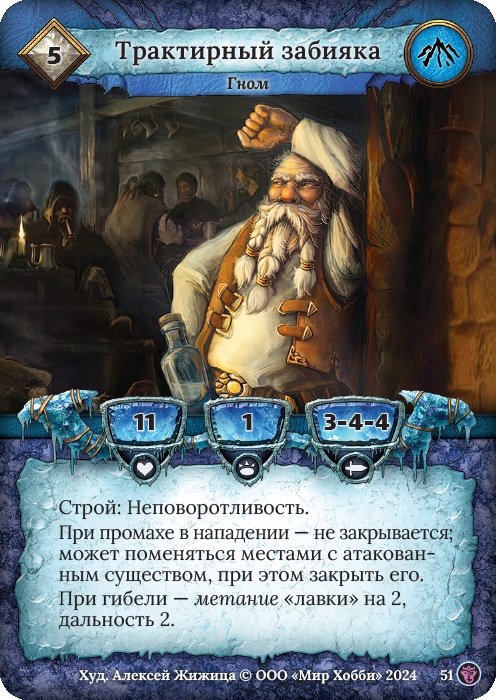 5
Трактирный забияка
Гном
11
1
3-4-4
Строй: Неповоротливость.
При промахе в нападении — не закрывается;
может поменяться местами с атакован-
ным существом, при этом закрыть его.
При гибели — метание «лавки» на 2,
дальность 2.
Худ. Алексей Жижица © ООО «Мир Хобби» 2024
51